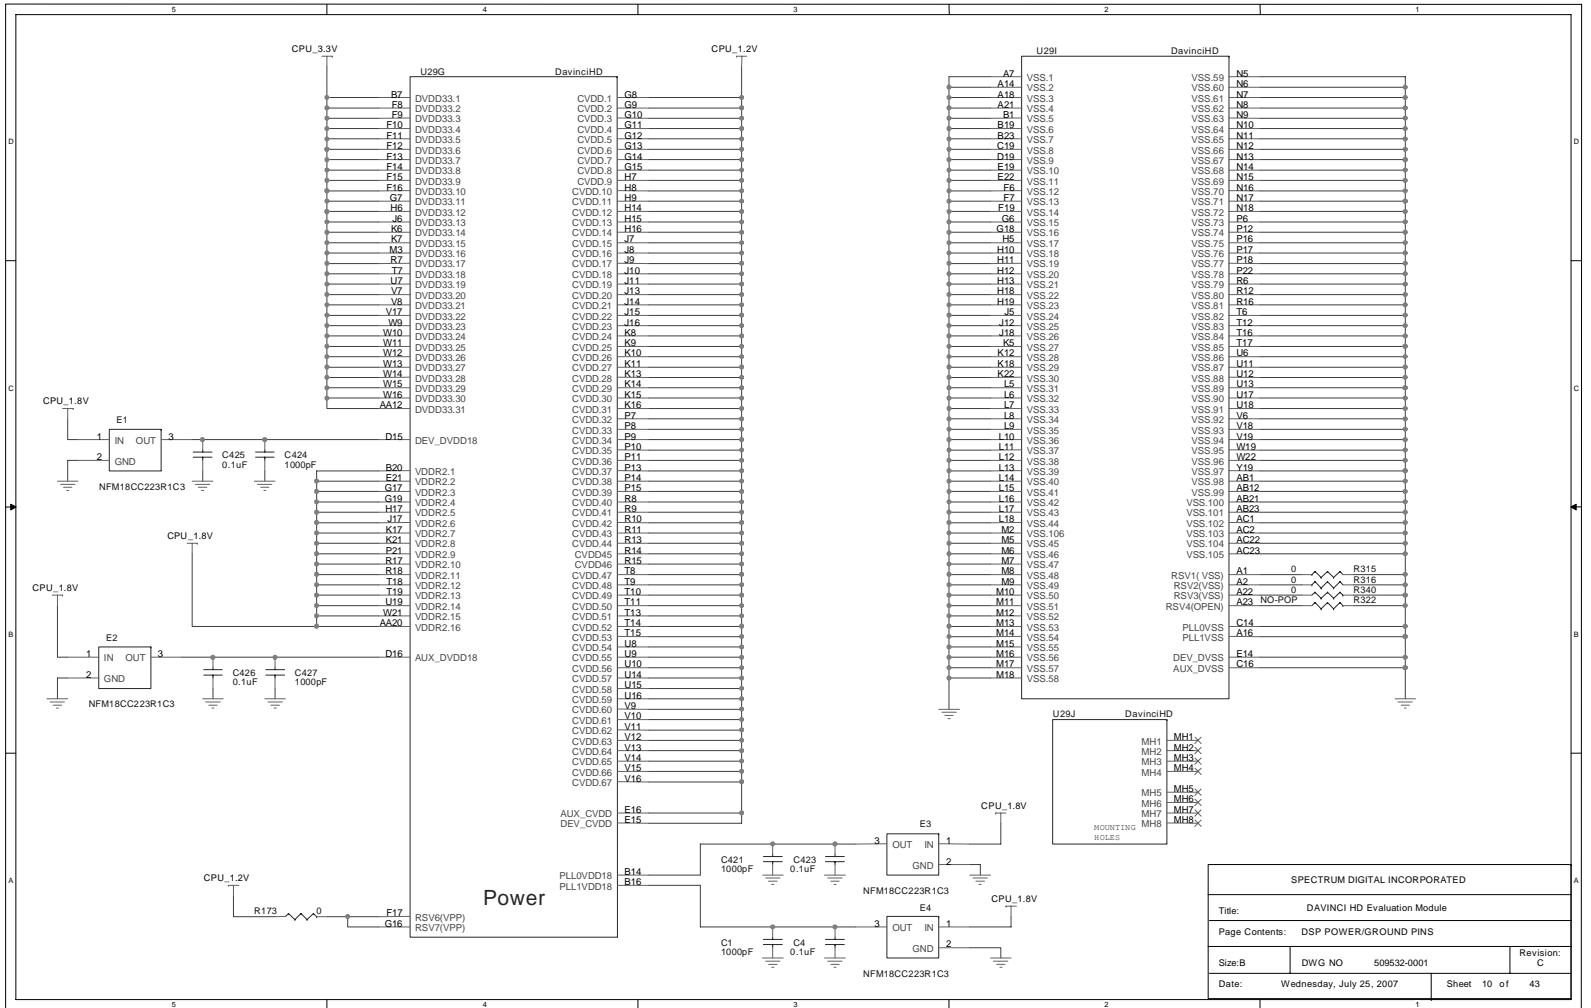 5 4 3 2 1
CPU_3.3V
CPU_1.2V
U29G DavinciHD
B7 DVDD33.1
F8 DVDD33.2
F9 DVDD33.3
F10 DVDD33.4
F11 DVDD33.5
F12 DVDD33.6
F13 DVDD33.7
F14 DVDD33.8
F15 DVDD33.9
F16 DVDD33.10
G7 DVDD33.11
H6 DVDD33.12
J6 DVDD33.13
K6 DVDD33.14
K7 DVDD33.15
M3 DVDD33.16
R7 DVDD33.17
T7 DVDD33.18
U7 DVDD33.19
V7 DVDD33.20
V8 DVDD33.21
V17 DVDD33.22
W9 DVDD33.23
W10 DVDD33.24
W11 DVDD33.25
W12 DVDD33.26
W13 DVDD33.27
W14 DVDD33.28
W15 DVDD33.29
W16 DVDD33.30
AA12 DVDD33.31
D15 DEV_DVDD18
B20 VDDR2.1
E21 VDDR2.2
G17 VDDR2.3
G19 VDDR2.4
H17 VDDR2.5
J17 VDDR2.6
K17 VDDR2.7
K21 VDDR2.8
P21 VDDR2.9
R17 VDDR2.10
R18 VDDR2.11
T18 VDDR2.12
T19 VDDR2.13
U19 VDDR2.14
W21 VDDR2.15
AA20 VDDR2.16
D16 AUX_DVDD18
F17 RSV6(VPP)
G16 RSV7(VPP)
CVDD.1 G8
CVDD.2 G9
CVDD.3 G10
CVDD.4 G11
CVDD.5 G12
CVDD.6 G13
CVDD.7 G14
CVDD.8 G15
CVDD.9 H7
CVDD.10 H8
CVDD.11 H9
CVDD.12 H14
CVDD.13 H15
CVDD.14 H16
CVDD.15 J7
CVDD.16 J8
CVDD.17 J9
CVDD.18 J10
CVDD.19 J11
CVDD.20 J13
CVDD.21 J14
CVDD.22 J15
CVDD.23 J16
CVDD.24 K8
CVDD.25 K9
CVDD.26 K10
CVDD.27 K11
CVDD.28 K13
CVDD.29 K14
CVDD.30 K15
CVDD.31 K16
CVDD.32 P7
CVDD.33 P8
CVDD.34 P9
CVDD.35 P10
CVDD.36 P11
CVDD.37 P13
CVDD.38 P14
CVDD.39 P15
CVDD.40 R8
CVDD.41 R9
CVDD.42 R10
CVDD.43 R11
CVDD.44 R13
CVDD45 R14
CVDD46 R15
CVDD.47 T8
CVDD.48 T9
CVDD.49 T10
CVDD.50 T11
CVDD.51 T13
CVDD.52 T14
CVDD.53 T15
CVDD.54 U8
CVDD.55 U9
CVDD.56 U10
CVDD.57 U14
CVDD.58 U15
CVDD.59 U16
CVDD.60 V9
CVDD.61 V10
CVDD.62 V11
CVDD.63 V12
CVDD.64 V13
CVDD.65 V14
CVDD.66 V15
CVDD.67 V16
AUX_CVDD E16
DEV_CVDD E15
PLL0VDD18 B14
PLL1VDD18 B16
Power
CPU_1.8V
E1
1 IN OUT 3
2 GND
NFM18CC223R1C3
C425
0.1uF
C424
1000pF
CPU_1.8V
CPU_1.8V
E2
1 IN OUT 3
2 GND
NFM18CC223R1C3
C426
0.1uF
C427
1000pF
CPU_1.2V
R173 0
CPU_1.8V
E3
3 OUT IN 1
GND 2
NFM18CC223R1C3
C421
1000pF
C423
0.1uF
CPU_1.8V
E4
3 OUT IN 1
GND 2
NFM18CC223R1C3
C1
1000pF
C4
0.1uF
U29I DavinciHD
A7 VSS.1
A14 VSS.2
A18 VSS.3
A21 VSS.4
B1 VSS.5
B19 VSS.6
B23 VSS.7
C19 VSS.8
D19 VSS.9
E19 VSS.10
E22 VSS.11
F6 VSS.12
F7 VSS.13
F19 VSS.14
G6 VSS.15
G18 VSS.16
H5 VSS.17
H10 VSS.18
H11 VSS.19
H12 VSS.20
H13 VSS.21
H18 VSS.22
H19 VSS.23
J5 VSS.24
J12 VSS.25
J18 VSS.26
K5 VSS.27
K12 VSS.28
K18 VSS.29
K22 VSS.30
L5 VSS.31
L6 VSS.32
L7 VSS.33
L8 VSS.34
L9 VSS.35
L10 VSS.36
L11 VSS.37
L12 VSS.38
L13 VSS.39
L14 VSS.40
L15 VSS.41
L16 VSS.42
L17 VSS.43
L18 VSS.44
M2 VSS.106
M5 VSS.45
M6 VSS.46
M7 VSS.47
M8 VSS.48
M9 VSS.49
M10 VSS.50
M11 VSS.51
M12 VSS.52
M13 VSS.53
M14 VSS.54
M15 VSS.55
M16 VSS.56
M17 VSS.57
M18 VSS.58
VSS.59 N5
VSS.60 N6
VSS.61 N7
VSS.62 N8
VSS.63 N9
VSS.64 N10
VSS.65 N11
VSS.66 N12
VSS.67 N13
VSS.68 N14
VSS.69 N15
VSS.70 N16
VSS.71 N17
VSS.72 N18
VSS.73 P6
VSS.74 P12
VSS.75 P16
VSS.76 P17
VSS.77 P18
VSS.78 P22
VSS.79 R6
VSS.80 R12
VSS.81 R16
VSS.82 T6
VSS.83 T12
VSS.84 T16
VSS.85 T17
VSS.86 U6
VSS.87 U11
VSS.88 U12
VSS.89 U13
VSS.90 U17
VSS.91 U18
VSS.92 V6
VSS.93 V18
VSS.94 V19
VSS.95 W19
VSS.96 W22
VSS.97 Y19
VSS.98 AB1
VSS.99 AB12
VSS.100 AB21
VSS.101 AB23
VSS.102 AC1
VSS.103 AC2
VSS.104 AC22
VSS.105 AC23
RSV1( VSS) A1 0 R315
RSV2(VSS) A2 0 R316
RSV3(VSS) A22 0 R340
RSV4(OPEN) A23 NO-POP R322
PLL0VSS C14
PLL1VSS A16
DEV_DVSS E14
AUX_DVSS C16
U29J DavinciHD
MH1 MH1
MH2 MH2
MH3 MH3
MH4 MH4
MH5 MH5
MH6 MH6
MH7 MH7
MH8 MH8
MOUNTING
HOLES
D D
C C
B B
A A
SPECTRUM DIGITAL INCORPORATED
Title: DAVINCI HD Evaluation Module
Page Contents: DSP POWER/GROUND PINS
Size:B DWG NO 509532-0001 Revision: C
Date: Wednesday, July 25, 2007 Sheet 10 of 43
5 4 3 2 1